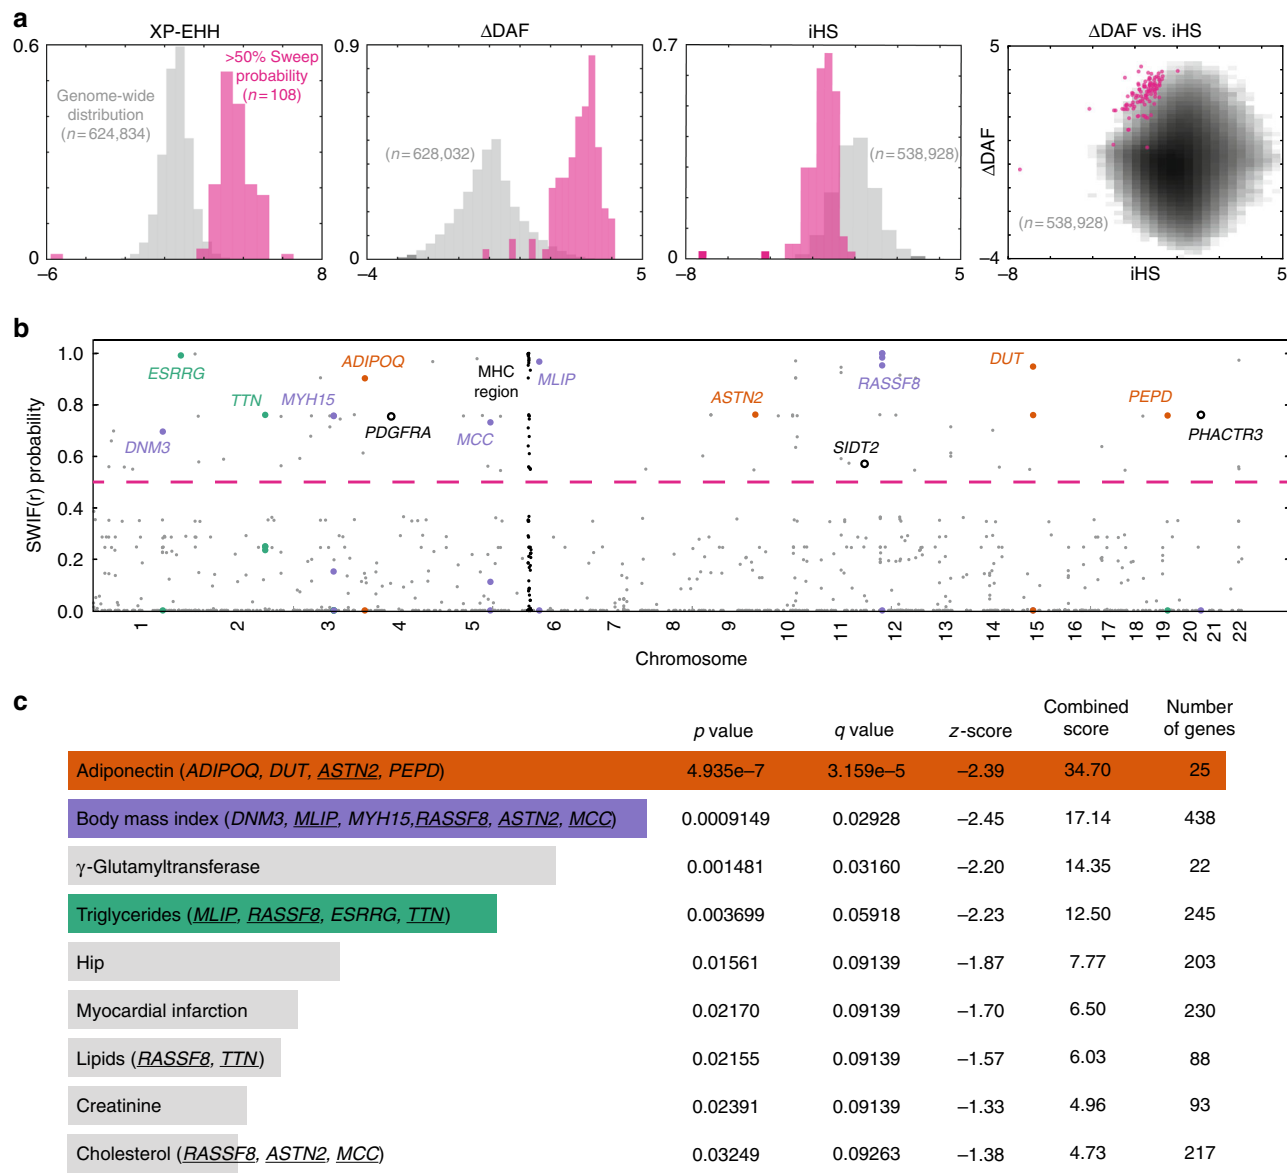 a
XP-EHH
0.6
>50% Sweep
probability
(n=108)
Genome-wide
distribution
(n=624,834)
0
–6
8
ΔDAF
0.9
(n=628,032)
0
–4
5
iHS
0.7
(n=538,928)
0
–8
5
ΔDAF vs. iHS
5
ΔDAF
(n=538,928)
–4
–8
iHS
5
b
SWIF(r) probability
1.0
0.8
0.6
0.4
0.2
0.0
ESRRG
TTN
DNM3
MYH15
ADIPOQ
PDGFRA
MCC
MHC
region
MLIP
ASTN2
RASSF8
SIDT2
DUT
PEPD
PHACTR3
1 2 3 4 5 6 7 8 9 10 11 12 13 14 15 16 17 18 19 20 21 22
Chromosome
c
p value q value z-score Combined score Number of genes
Adiponectin (ADIPOQ, DUT, ASTN2, PEPD) 4.935e–7 3.159e–5 –2.39 34.70 25
Body mass index (DNM3, MLIP, MYH15,RASSF8, ASTN2, MCC) 0.0009149 0.02928 –2.45 17.14 438
γ-Glutamyltransferase 0.001481 0.03160 –2.20 14.35 22
Triglycerides (MLIP, RASSF8, ESRRG, TTN) 0.003699 0.05918 –2.23 12.50 245
Hip 0.01561 0.09139 –1.87 7.77 203
Myocardial infarction 0.02170 0.09139 –1.70 6.50 230
Lipids (RASSF8, TTN) 0.02155 0.09139 –1.57 6.03 88
Creatinine 0.02391 0.09139 –1.33 4.96 93
Cholesterol (RASSF8, ASTN2, MCC) 0.03249 0.09263 –1.38 4.73 217